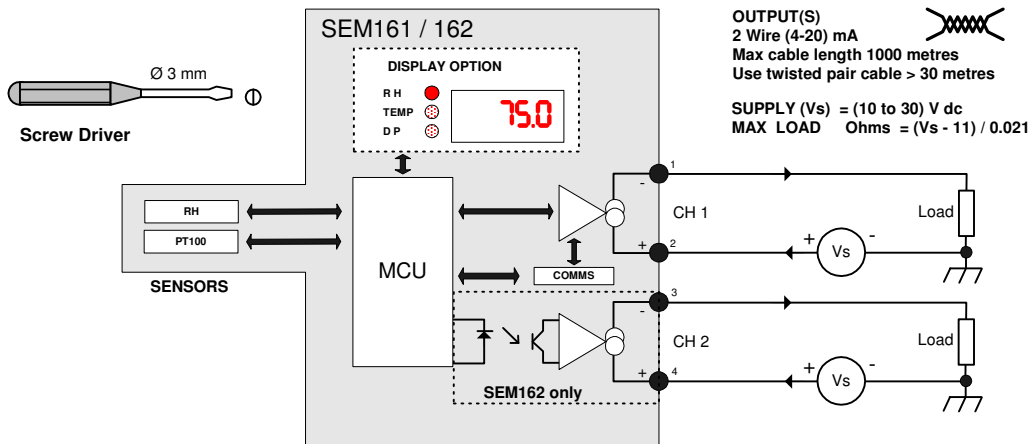 SEM161 / 162
OUTPUT(S)
2 Wire (4-20) mA
Max cable length 1000 metres
Use twisted pair cable > 30 metres
SUPPLY (Vs) = (10 to 30) V dc
MAX LOAD Ohms = (Vs - 11) / 0.021
Ø 3 mm
Screw Driver
DISPLAY OPTION
R H
TEMP
D P
75.0
RH
PT100
SENSORS
MCU
COMMS
1
-
CH 1
+
2
Load
+
Vs
-
3
-
CH 2
+
4
Load
+
Vs
-
SEM162 only